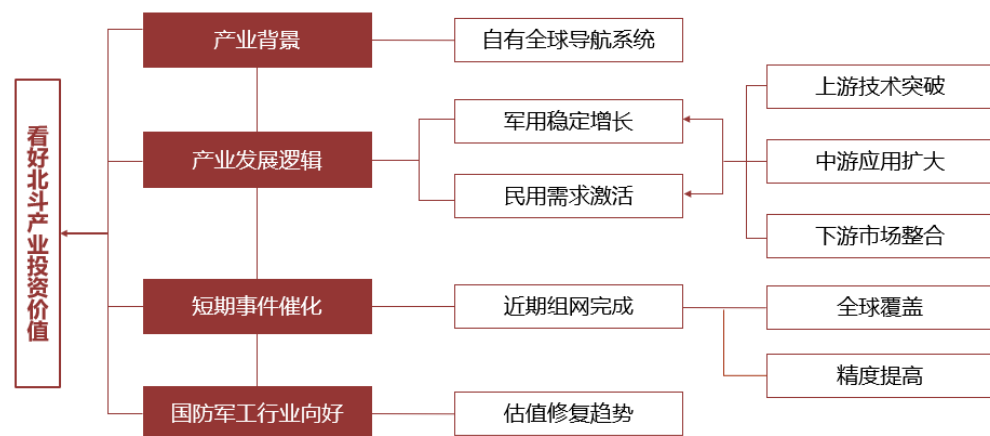 看好北斗产业投资价值
产业背景
自有全球导航系统
产业发展逻辑
军用稳定增长
民用需求激活
上游技术突破
中游应用扩大
下游市场整合
短期事件催化
近期组网完成
全球覆盖
精度提高
国防军工行业向好
估值修复趋势